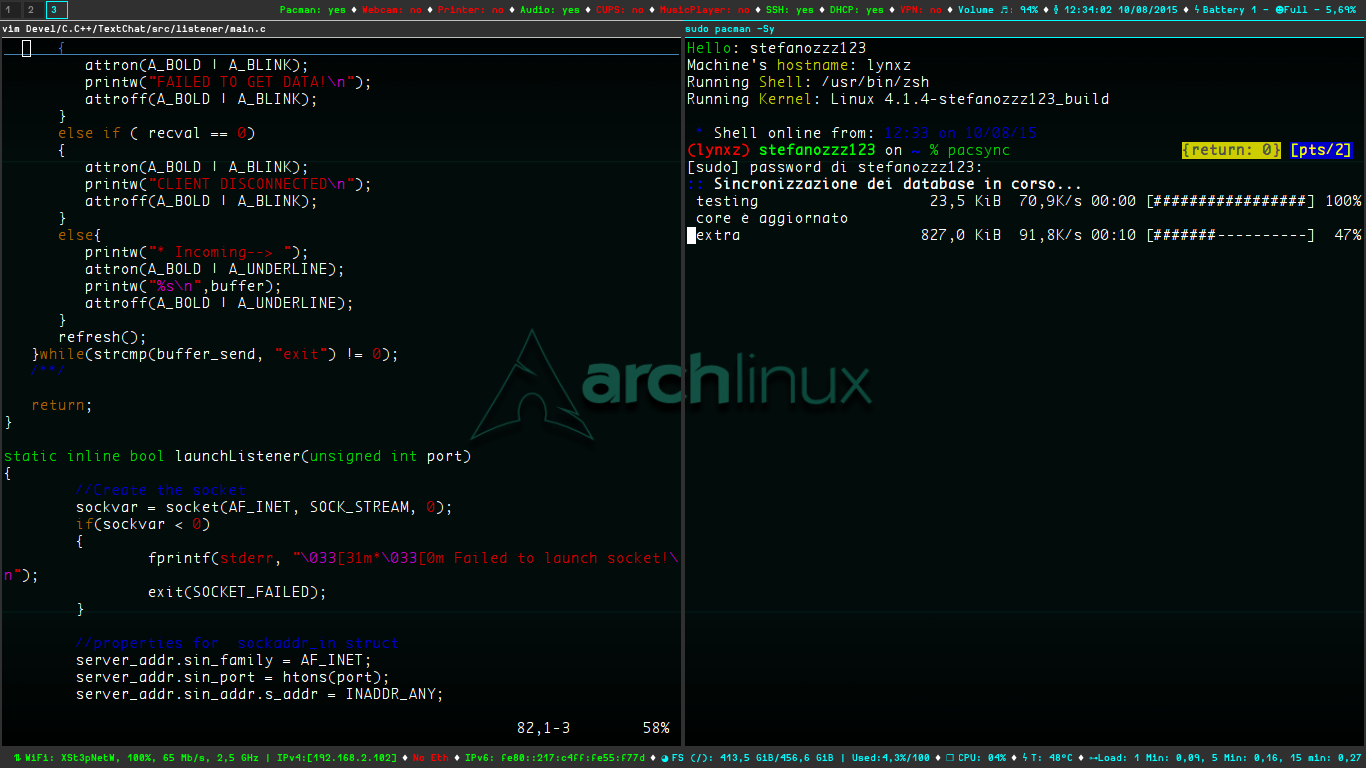 1 2 3 Pacman: yes ♦ Webcam: no ♦ Printer: no ♦ Audio: yes ♦ CUPS: no ♦ MusicPlayer: no ♦ SSH: yes ♦ DHCP: yes ♦ VPN: no ♦ Volume ♬: 94% ♦ 12:34:02 10/08/2015 ♦ Battery 1 - Full - 5,69%
vim Devel/C.C++/TextChat/src/listener/main.c
{
attron(A_BOLD | A_BLINK);
printw("FAILED TO GET DATA!\n");
attroff(A_BOLD | A_BLINK);
}
else if ( recval == 0)
{
attron(A_BOLD | A_BLINK);
printw("CLIENT DISCONNECTED\n");
attroff(A_BOLD | A_BLINK);
}
else{
printw("* Incoming--> ");
attron(A_BOLD | A_UNDERLINE);
printw("%s\n",buffer);
attroff(A_BOLD | A_UNDERLINE);
}
refresh();
}while(strcmp(buffer_send, "exit") != 0);
/**/
return;
}
static inline bool launchListener(unsigned int port)
{
//Create the socket
sockvar = socket(AF_INET, SOCK_STREAM, 0);
if(sockvar < 0)
{
fprintf(stderr, "\033[31m*\033[0m Failed to launch socket!\
n");
exit(SOCKET_FAILED);
}
//properties for sockaddr_in struct
server_addr.sin_family = AF_INET;
server_addr.sin_port = htons(port);
server_addr.sin_addr.s_addr = INADDR_ANY;
82,1-3 58%
sudo pacman -Sy
Hello: stefanozzz123
Machine's hostname: lynxz
Running Shell: /usr/bin/zsh
Running Kernel: Linux 4.1.4-stefanozzz123_build
* Shell online from: 12:33 on 10/08/15
(lynxz) stefanozzz123 on ~ % pacsync {return: 0} [pts/2]
[sudo] password di stefanozzz123:
:: Sincronizzazione dei database in corso...
testing 23,5 KiB 70,9K/s 00:00 [#################] 100%
core è aggiornato
extra 827,0 KiB 91,8K/s 00:10 [#######----------] 47%
archlinux
WiFi: XSt3pNetW, 100%, 65 Mb/s, 2,5 GHz | IPv4:[192.168.2.102] ♦ No Eth ♦ IPv6: fe80::217:c4ff:fe55:f77d ♦ FS (/): 413,5 GiB/456,6 GiB | Used:4,3%/100 ♦ CPU: 04% ♦ T: 48°C ♦ Load: 1 Min: 0,09, 5 Min: 0,16, 15 min: 0,27